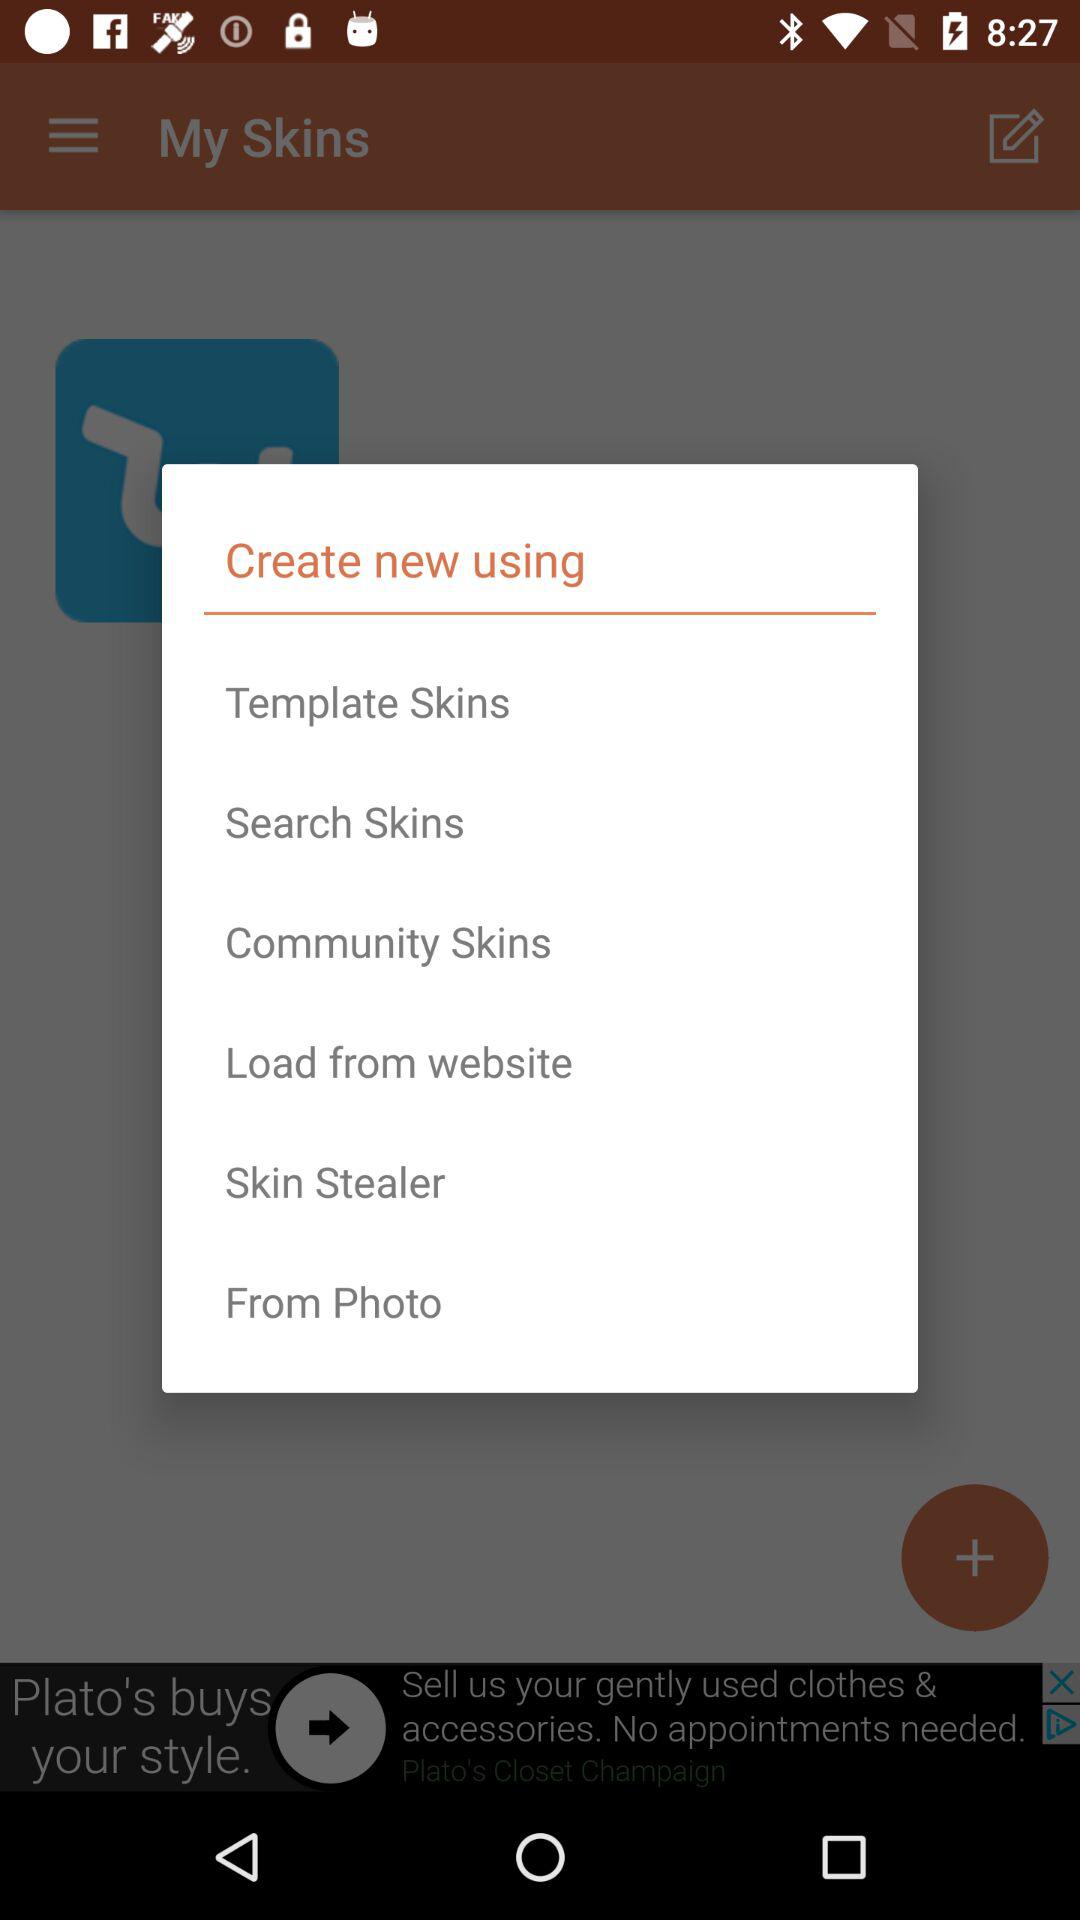 FAKE
8:27
My Skins
Create new using
Template Skins
Search Skins
Community Skins
Load from website
Skin Stealer
From Photo
Plato's buys
your style.
Sell us your gently used clothes &
accessories. No appointments needed.
Plato's Closet Champaign